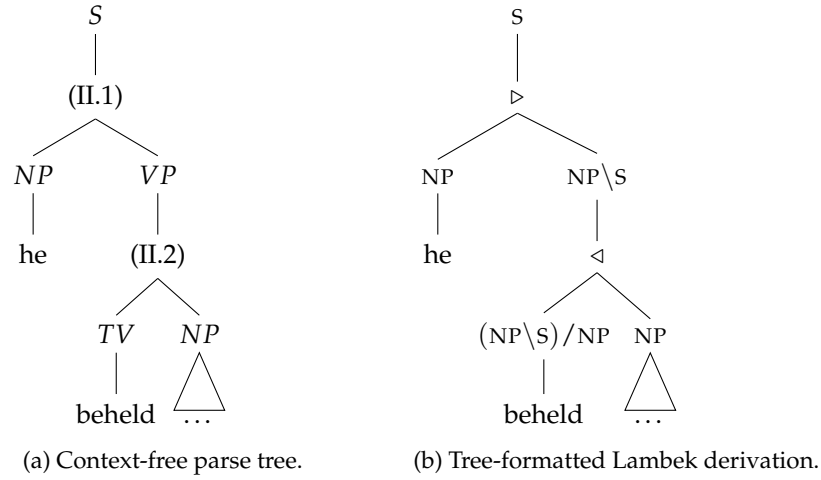 S S
(II.1) ▷
NP VP NP NP\S
he (II.2) he ◁
TV NP (NP\S)/NP NP
beheld ... beheld ...
(a) Context-free parse tree. (b) Tree-formatted Lambek derivation.